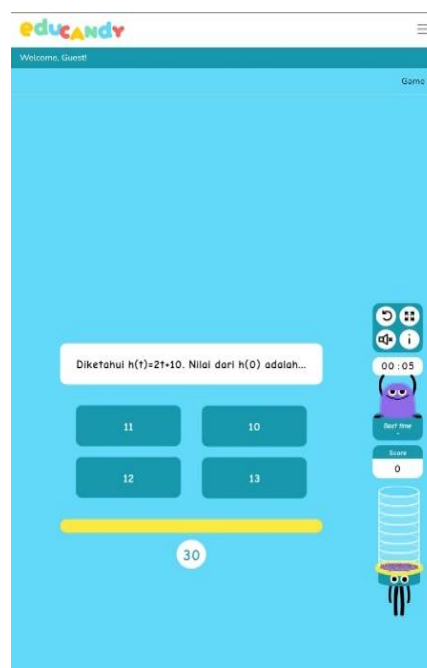 educandy
Welcome, Guest!
Game
i
00 : 05
Diketahui h(t)=2t+10. Nilai dari h(0) adalah...
11
10
12
13
Best time
-
Score
0
30